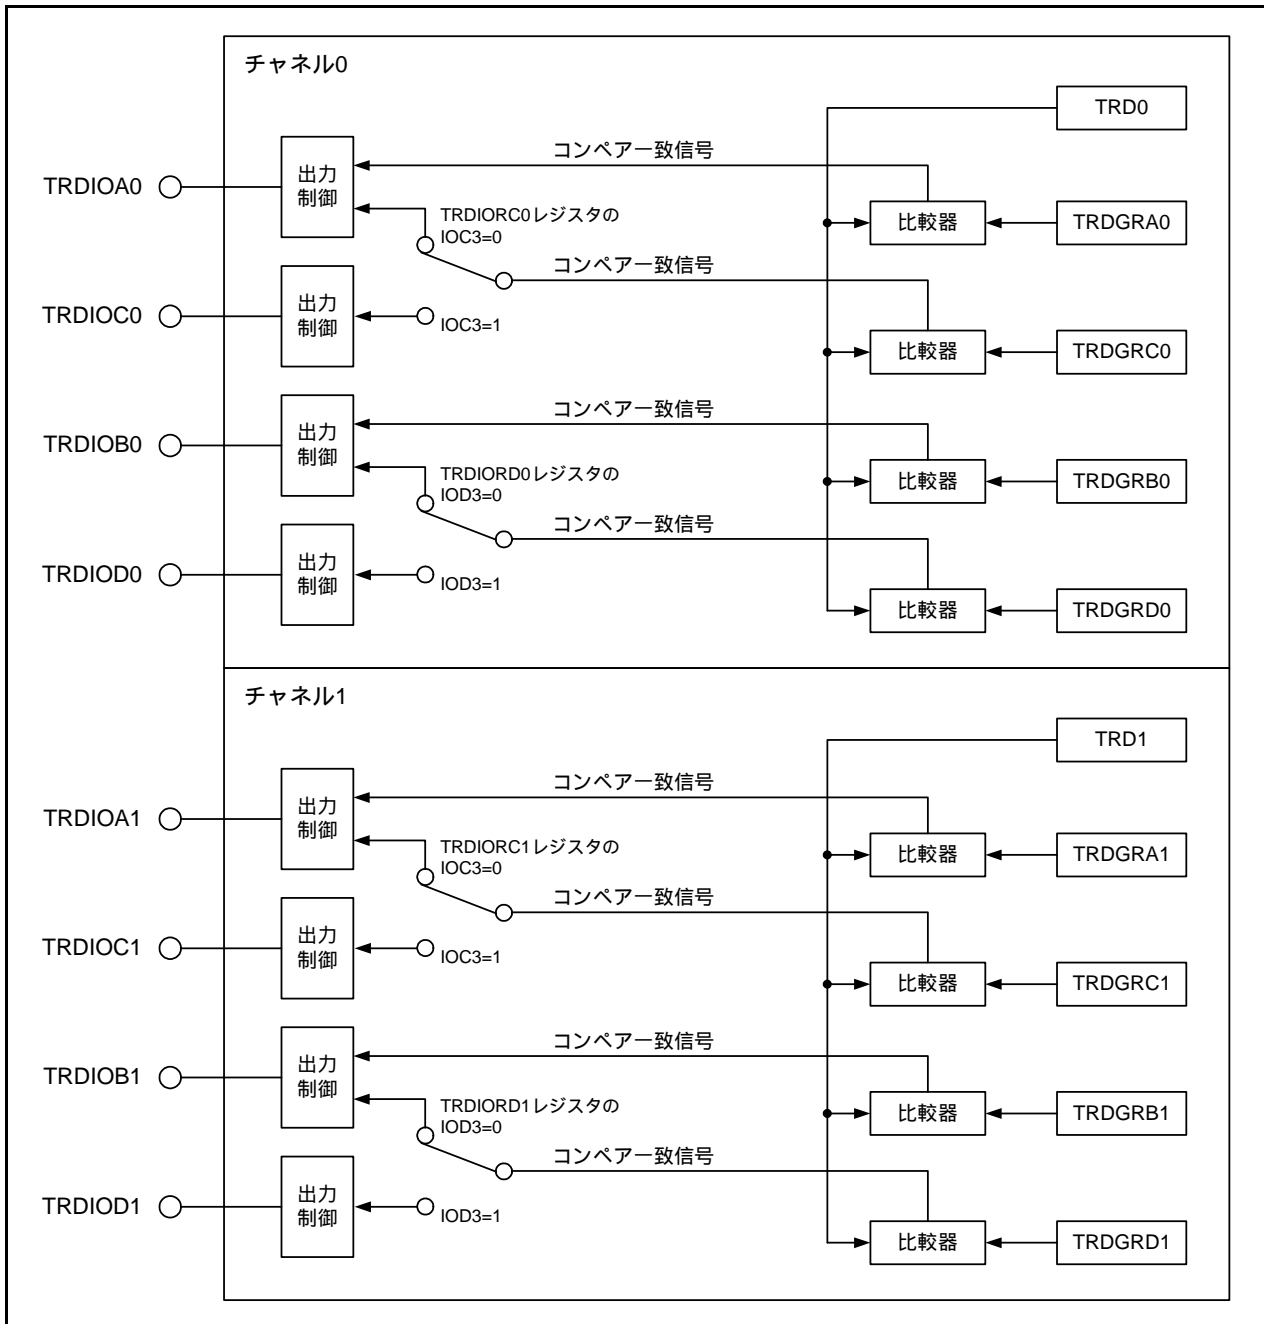 チャネル0
TRD0
コンペア一致信号
出力
制御
TRDIOA0
TRDIORC0レジスタの
IOC3=0
比較器
TRDGRA0
コンペア一致信号
出力
制御
TRDIOC0
IOC3=1
比較器
TRDGRC0
コンペア一致信号
出力
制御
TRDIOB0
TRDIORD0レジスタの
IOD3=0
比較器
TRDGRB0
コンペア一致信号
出力
制御
TRDIOD0
IOD3=1
比較器
TRDGRD0
チャネル1
TRD1
コンペア一致信号
出力
制御
TRDIOA1
TRDIORC1レジスタの
IOC3=0
比較器
TRDGRA1
コンペア一致信号
出力
制御
TRDIOC1
IOC3=1
比較器
TRDGRC1
コンペア一致信号
出力
制御
TRDIOB1
TRDIORD1レジスタの
IOD3=0
比較器
TRDGRB1
コンペア一致信号
出力
制御
TRDIOD1
IOD3=1
比較器
TRDGRD1